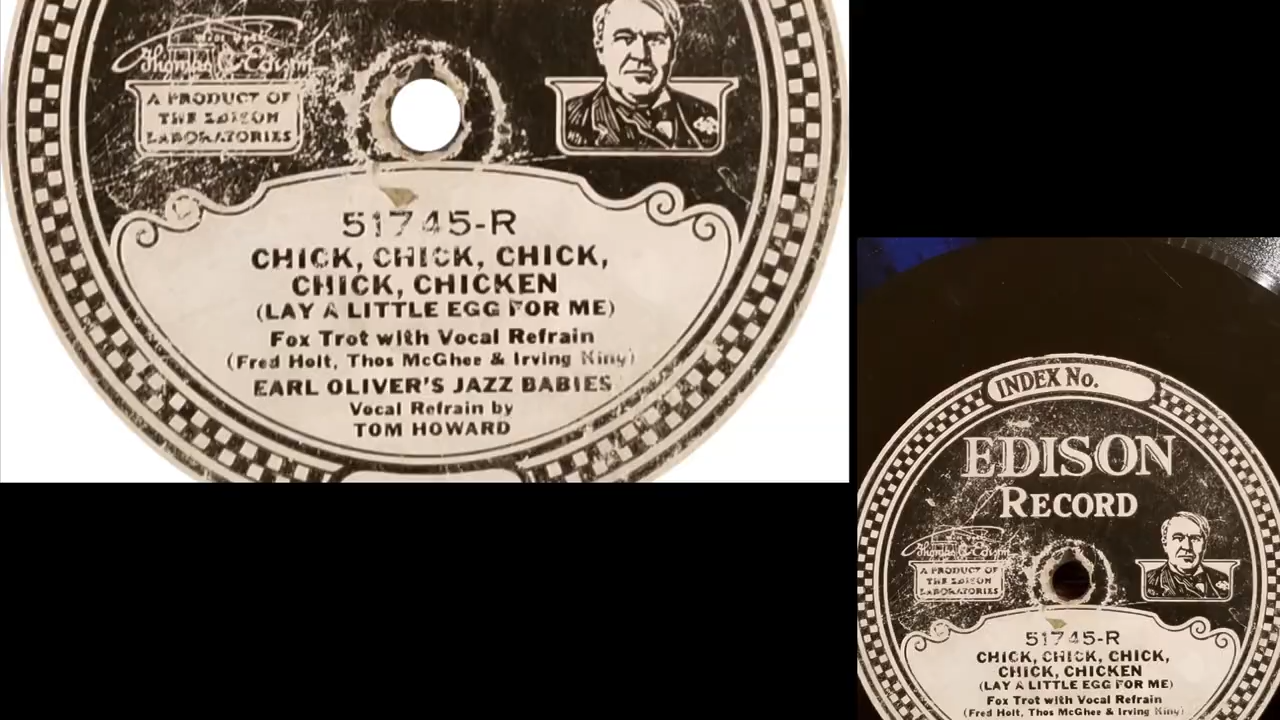 Thomas A Edison
A PRODUCT OF
THE EDISON
LABORATORIES
51745-R
CHICK, CHICK, CHICK,
CHICK, CHICKEN
(LAY A LITTLE EGG FOR ME)
Fox Trot with Vocal Refrain
(Fred Holt, Thos McGhee & Irving King)
EARL OLIVER'S JAZZ BABIES
Vocal Refrain by
TOM HOWARD
INDEX No.
EDISON
RECORD
Thomas A Edison
A PRODUCT OF
THE EDISON
LABORATORIES
51745-R
CHICK, CHICK, CHICK,
CHICK, CHICKEN
(LAY A LITTLE EGG FOR ME)
Fox Trot with Vocal Refrain
(Fred Holt, Thos McGhee & Irving King)